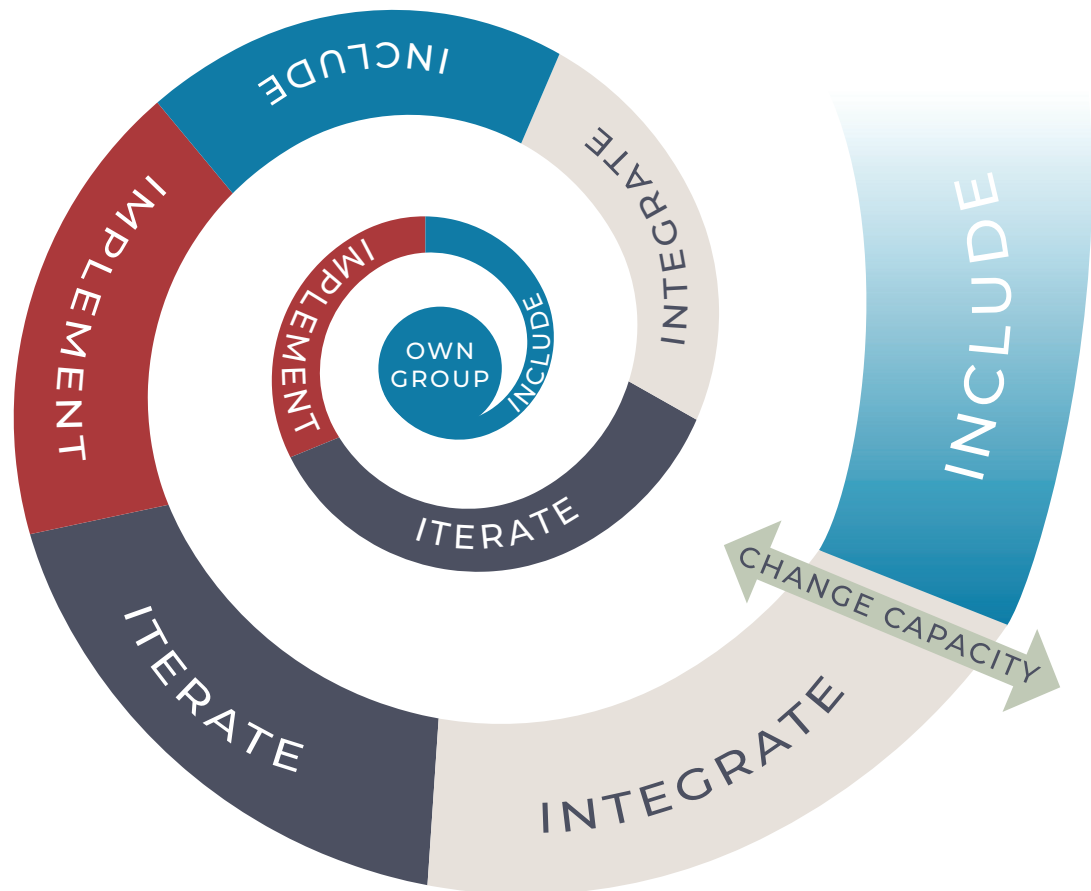 OWN
GROUP
INCLUDE
IMPLEMENT
ITERATE
INTEGRATE
INCLUDE
IMPLEMENT
ITERATE
INTEGRATE
CHANGE CAPACITY
INCLUDE